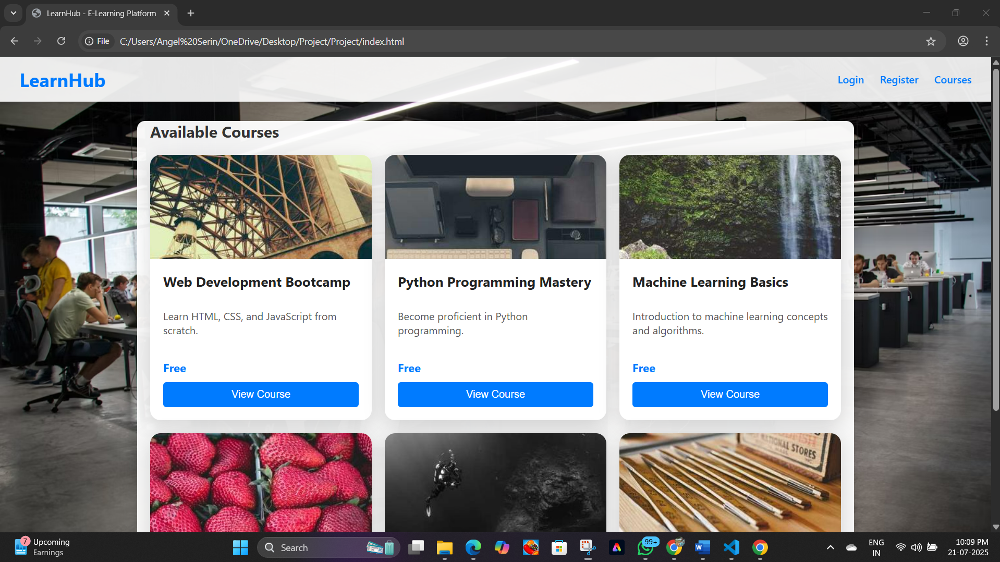 LearnHub - E-Learning Platform
File
C:/Users/Angel%20Serin/OneDrive/Desktop/Project/Project/index.html
LearnHub
Login
Register
Courses
Available Courses
Web Development Bootcamp
Learn HTML, CSS, and JavaScript from
scratch.
Free
View Course
Python Programming Mastery
Become proficient in Python
programming.
Free
View Course
Machine Learning Basics
Introduction to machine learning concepts
and algorithms.
Free
View Course
NATIONAL STORES
7
Upcoming
Earnings
Search
99+
W
ENG
IN
10:09 PM
21-07-2025